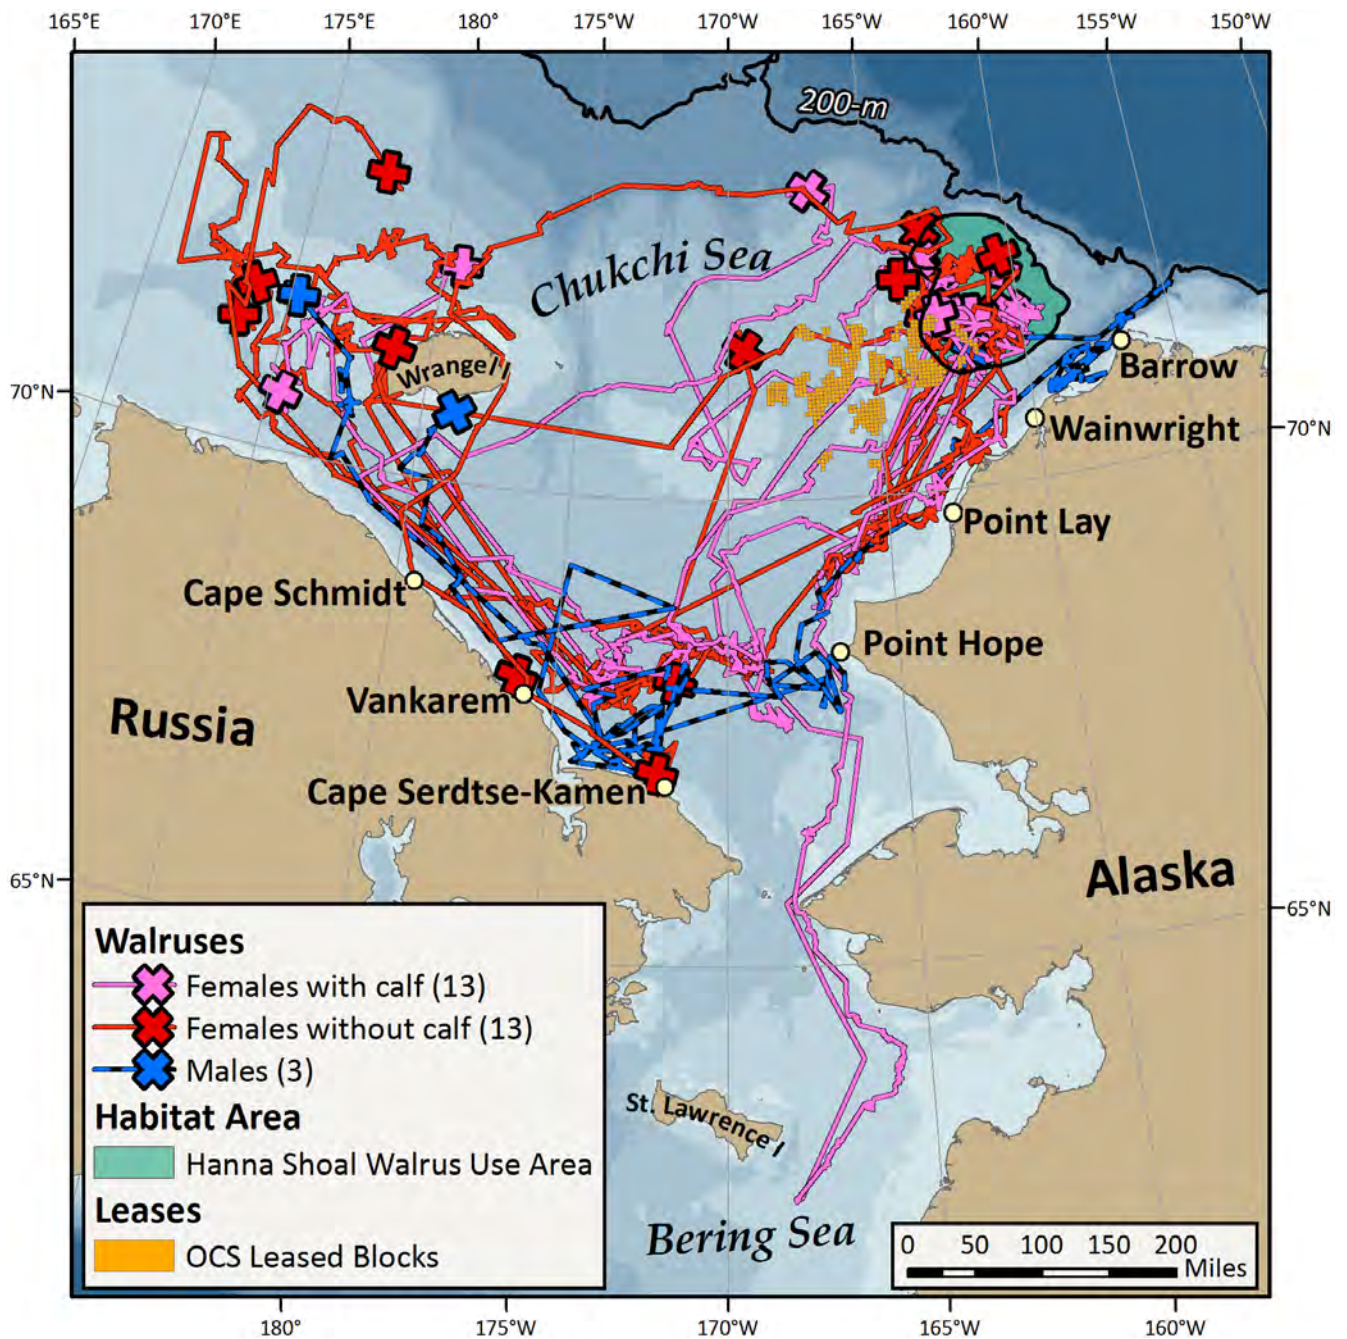 165°E 170°E 175°E 180° 175°W 170°W 165°W 160°W 155°W 150°W
200-m
Chukchi Sea
Wrangel I
Barrow
70°N
Wainwright
70°N
Point Lay
Cape Schmidt
Point Hope
Vankarem
Russia
Cape Serdtse-Kamen
Alaska
65°N
65°N
Walruses
Females with calf (13)
Females without calf (13)
Males (3)
Habitat Area
Hanna Shoal Walrus Use Area
Leases
OCS Leased Blocks
St. Lawrence I
Bering Sea
0 50 100 150 200
Miles
180° 175°W 170°W 165°W 160°W